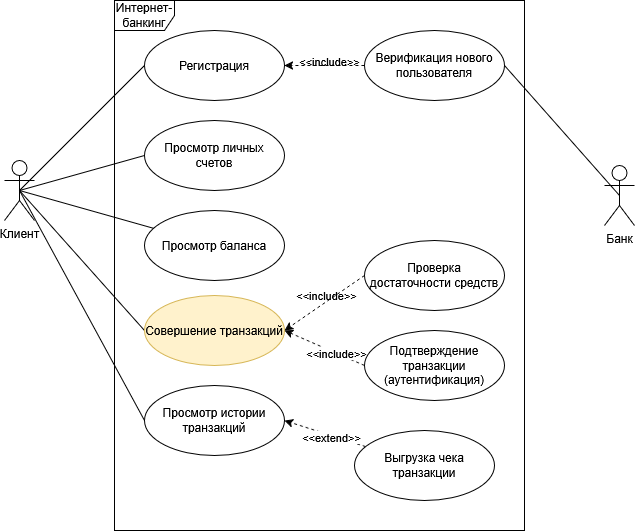 Интернет-
банкинг
Регистрация
<<include>>
Верификация нового
пользователя
Просмотр личных
счетов
Клиент
Банк
Просмотр баланса
Проверка
достаточности средств
<<include>>
Совершение транзакций
<<include>>
Подтверждение
транзакции
(аутентификация)
Просмотр истории
транзакций
<<extend>>
Выгрузка чека
транзакции